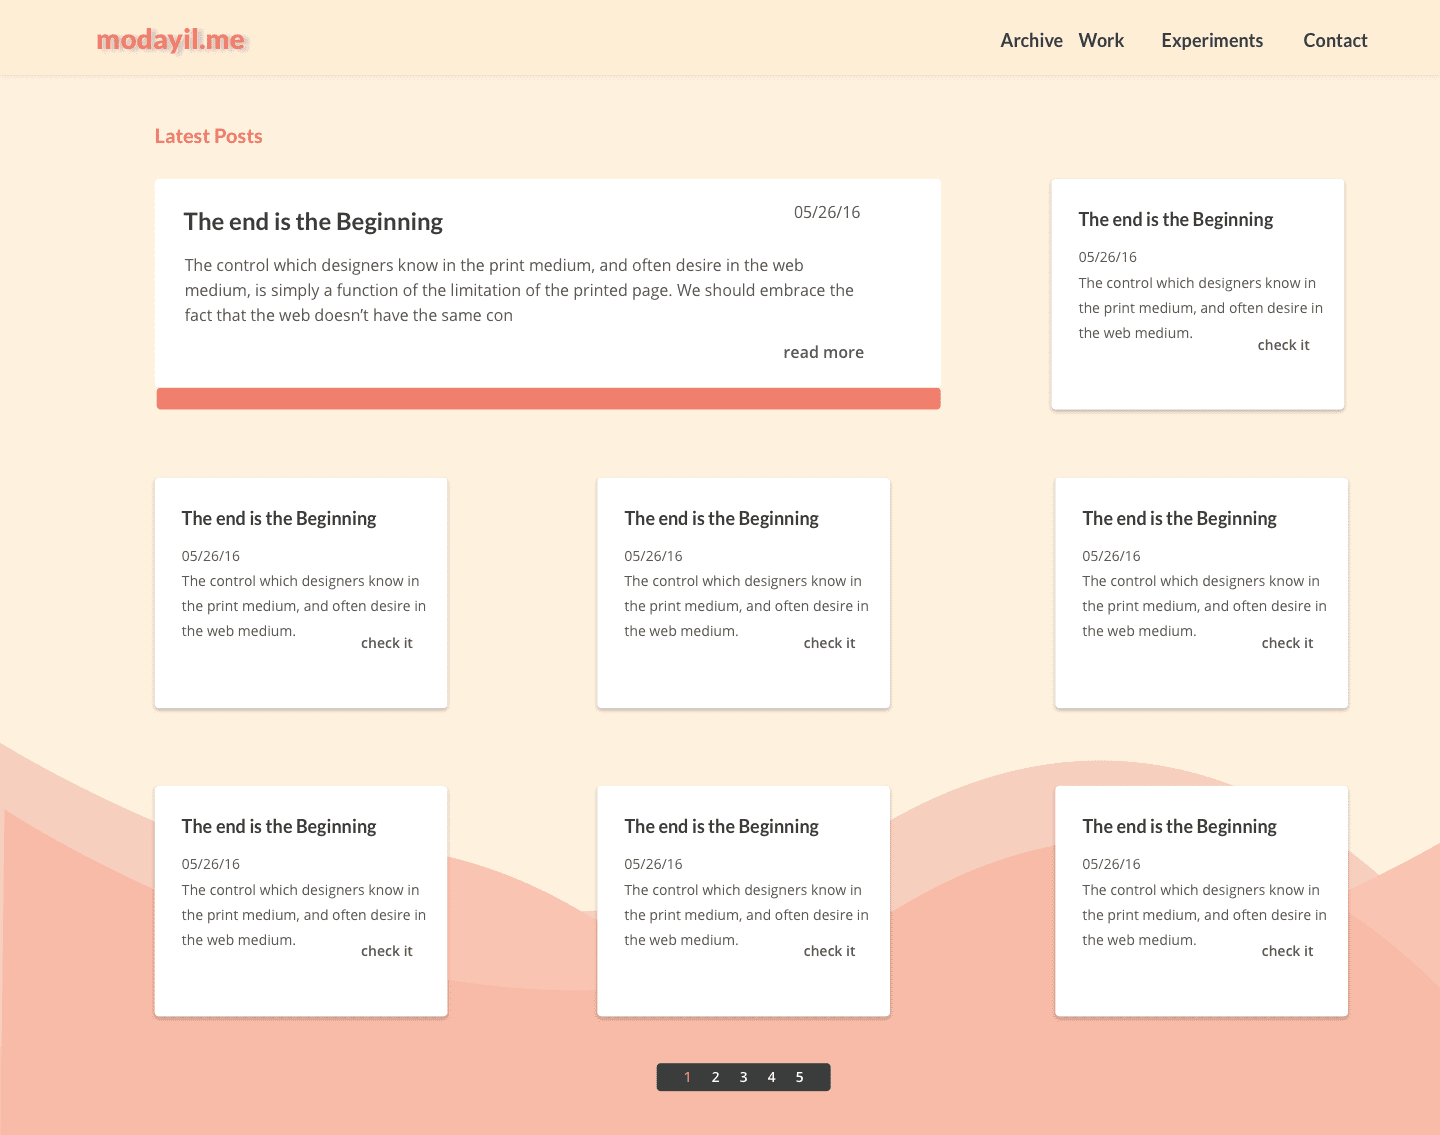 modayil.me
Archive Work Experiments Contact
Latest Posts
The end is the Beginning
05/26/16
The control which designers know in the print medium, and often desire in the web
medium, is simply a function of the limitation of the printed page. We should embrace the
fact that the web doesn’t have the same con
read more
The end is the Beginning
05/26/16
The control which designers know in
the print medium, and often desire in
the web medium.
check it
The end is the Beginning
05/26/16
The control which designers know in
the print medium, and often desire in
the web medium.
check it
The end is the Beginning
05/26/16
The control which designers know in
the print medium, and often desire in
the web medium.
check it
The end is the Beginning
05/26/16
The control which designers know in
the print medium, and often desire in
the web medium.
check it
The end is the Beginning
05/26/16
The control which designers know in
the print medium, and often desire in
the web medium.
check it
The end is the Beginning
05/26/16
The control which designers know in
the print medium, and often desire in
the web medium.
check it
The end is the Beginning
05/26/16
The control which designers know in
the print medium, and often desire in
the web medium.
check it
1 2 3 4 5